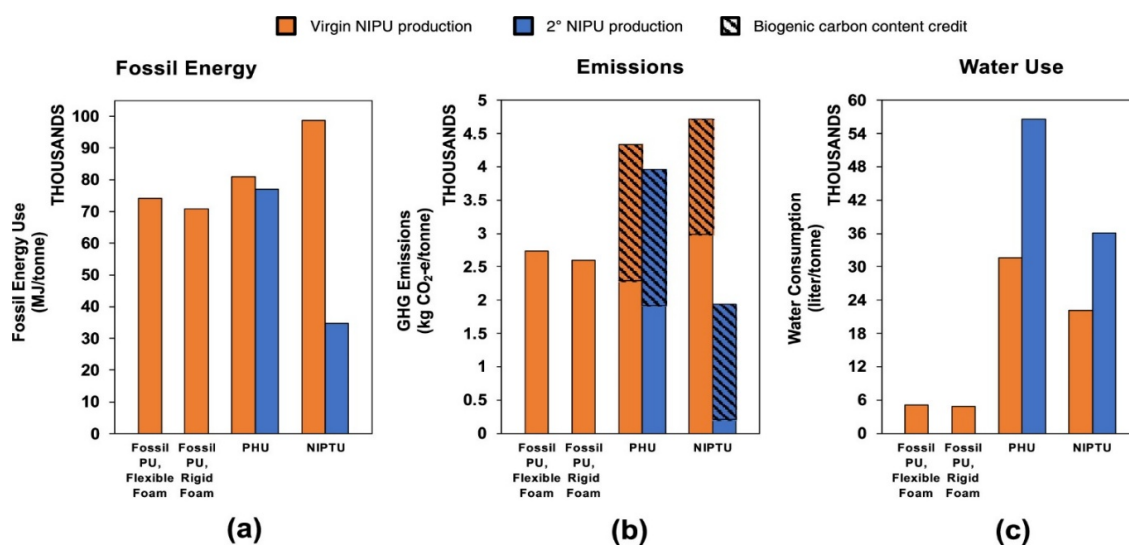 Virgin NIPU production
2° NIPU production
Biogenic carbon content credit
Fossil Energy
Fossil Energy Use
(MJ/tonne)
THOUSANDS
100
90
80
70
60
50
40
30
20
10
0
Fossil
PU,
Flexible
Foam
Fossil
PU,
Rigid
Foam
PHU
NIPTU
(a)
Emissions
GHG Emissions
(kg CO₂-e/tonne)
THOUSANDS
5
4.5
4
3.5
3
2.5
2
1.5
1
0.5
0
Fossil
PU,
Flexible
Foam
Fossil
PU,
Rigid
Foam
PHU
NIPTU
(b)
Water Use
Water Consumption
(liter/tonne)
THOUSANDS
60
54
48
42
36
30
24
18
12
6
0
Fossil
PU,
Flexible
Foam
Fossil
PU,
Rigid
Foam
PHU
NIPTU
(c)